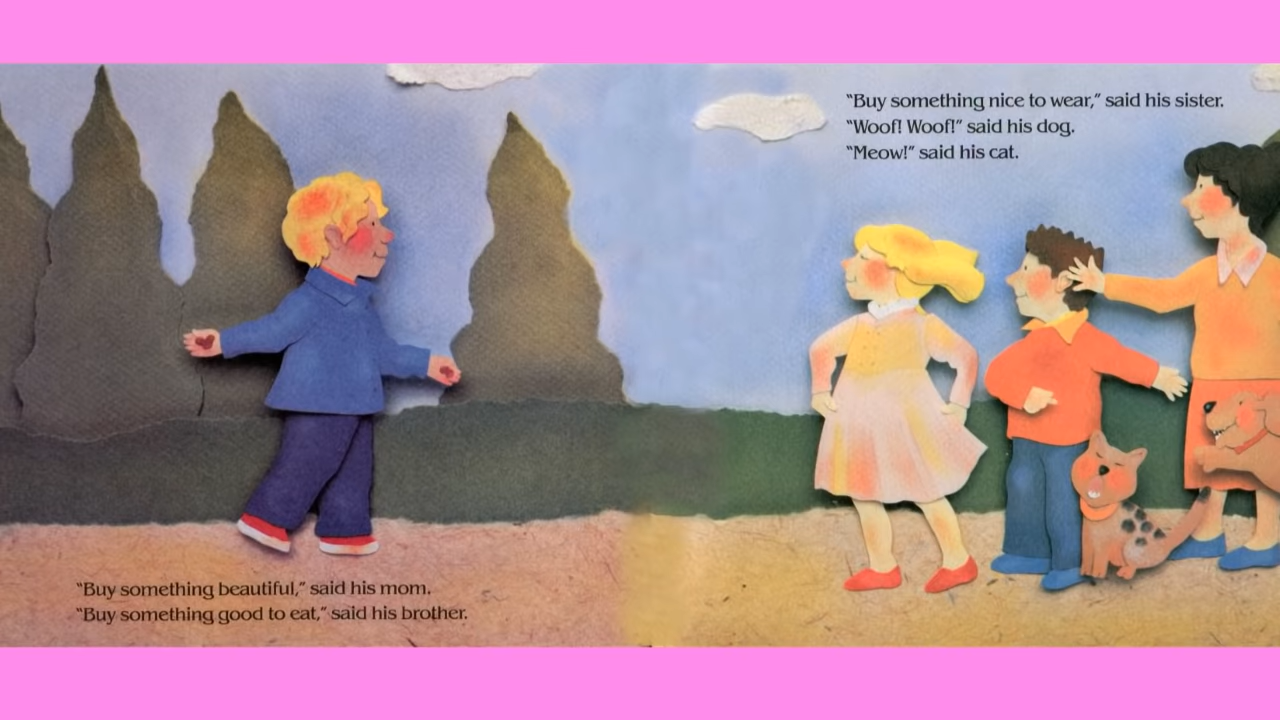 "Buy something beautiful," said his mom.
"Buy something good to eat," said his brother.
"Buy something nice to wear," said his sister.
"Woof! Woof!" said his dog.
"Meow!" said his cat.